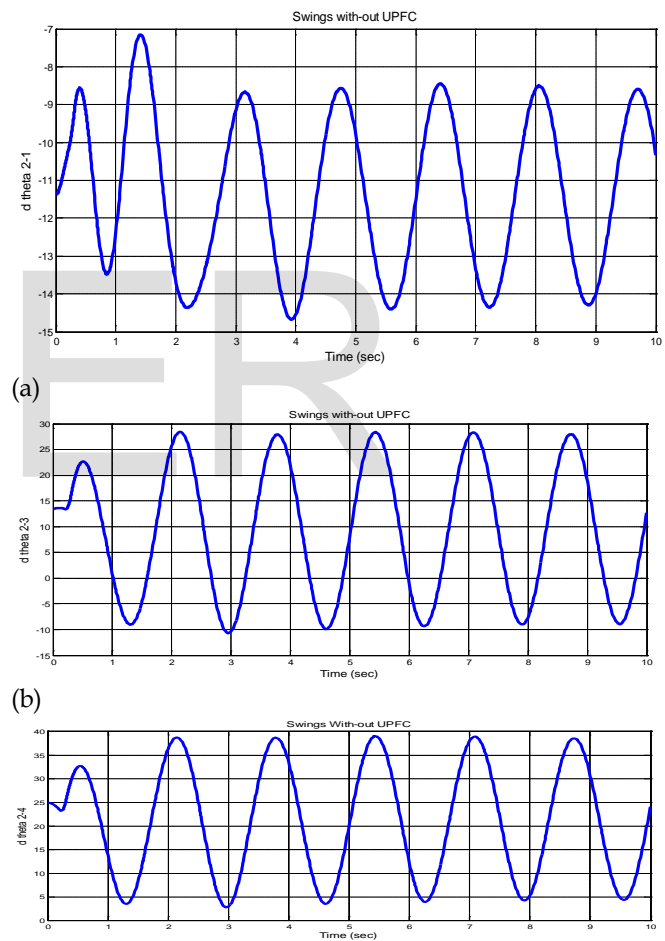 Swings with-out UPFC
-7
-8
-9
-10
-11
-12
-13
-14
-15
d theta 2-1
0 1 2 3 4 5 6 7 8 9 10
Time (sec)
ER
(a)
Swings with-out UPFC
30
25
20
15
10
5
0
-5
-10
-15
d theta 2-3
0 1 2 3 4 5 6 7 8 9 10
Time (sec)
(b)
Swings With-out UPFC
40
35
30
25
20
15
10
5
0
d theta 2-4
0 1 2 3 4 5 6 7 8 9 10
Time (sec)